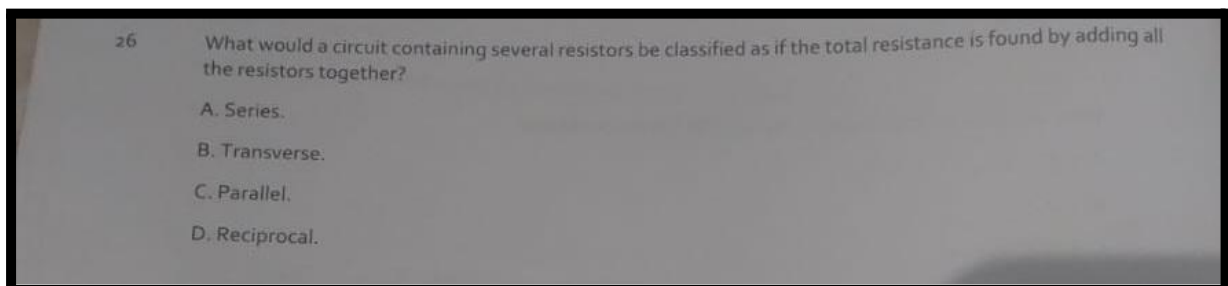 26 What would a circuit containing several resistors be classified as if the total resistance is found by adding all
the resistors together?
A. Series.
B. Transverse.
C. Parallel.
D. Reciprocal.